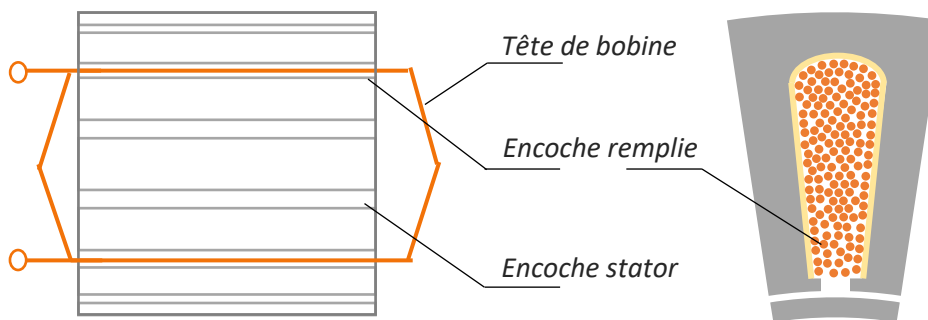 Tête de bobine
Encoche remplie
Encoche stator